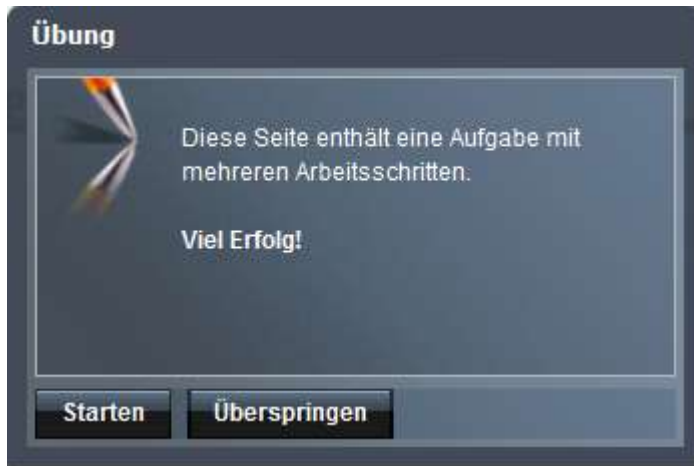 Übung
Diese Seite enthält eine Aufgabe mit
mehreren Arbeitsschritten.
Viel Erfolg!
Starten
Überspringen